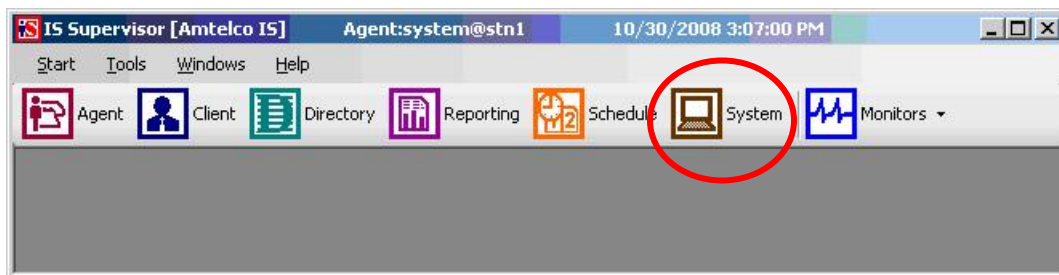 IS Supervisor [Amtelco IS] Agent:system@stn1 10/30/2008 3:07:00 PM
Start Tools Windows Help
Agent Client Directory Reporting Schedule System Monitors